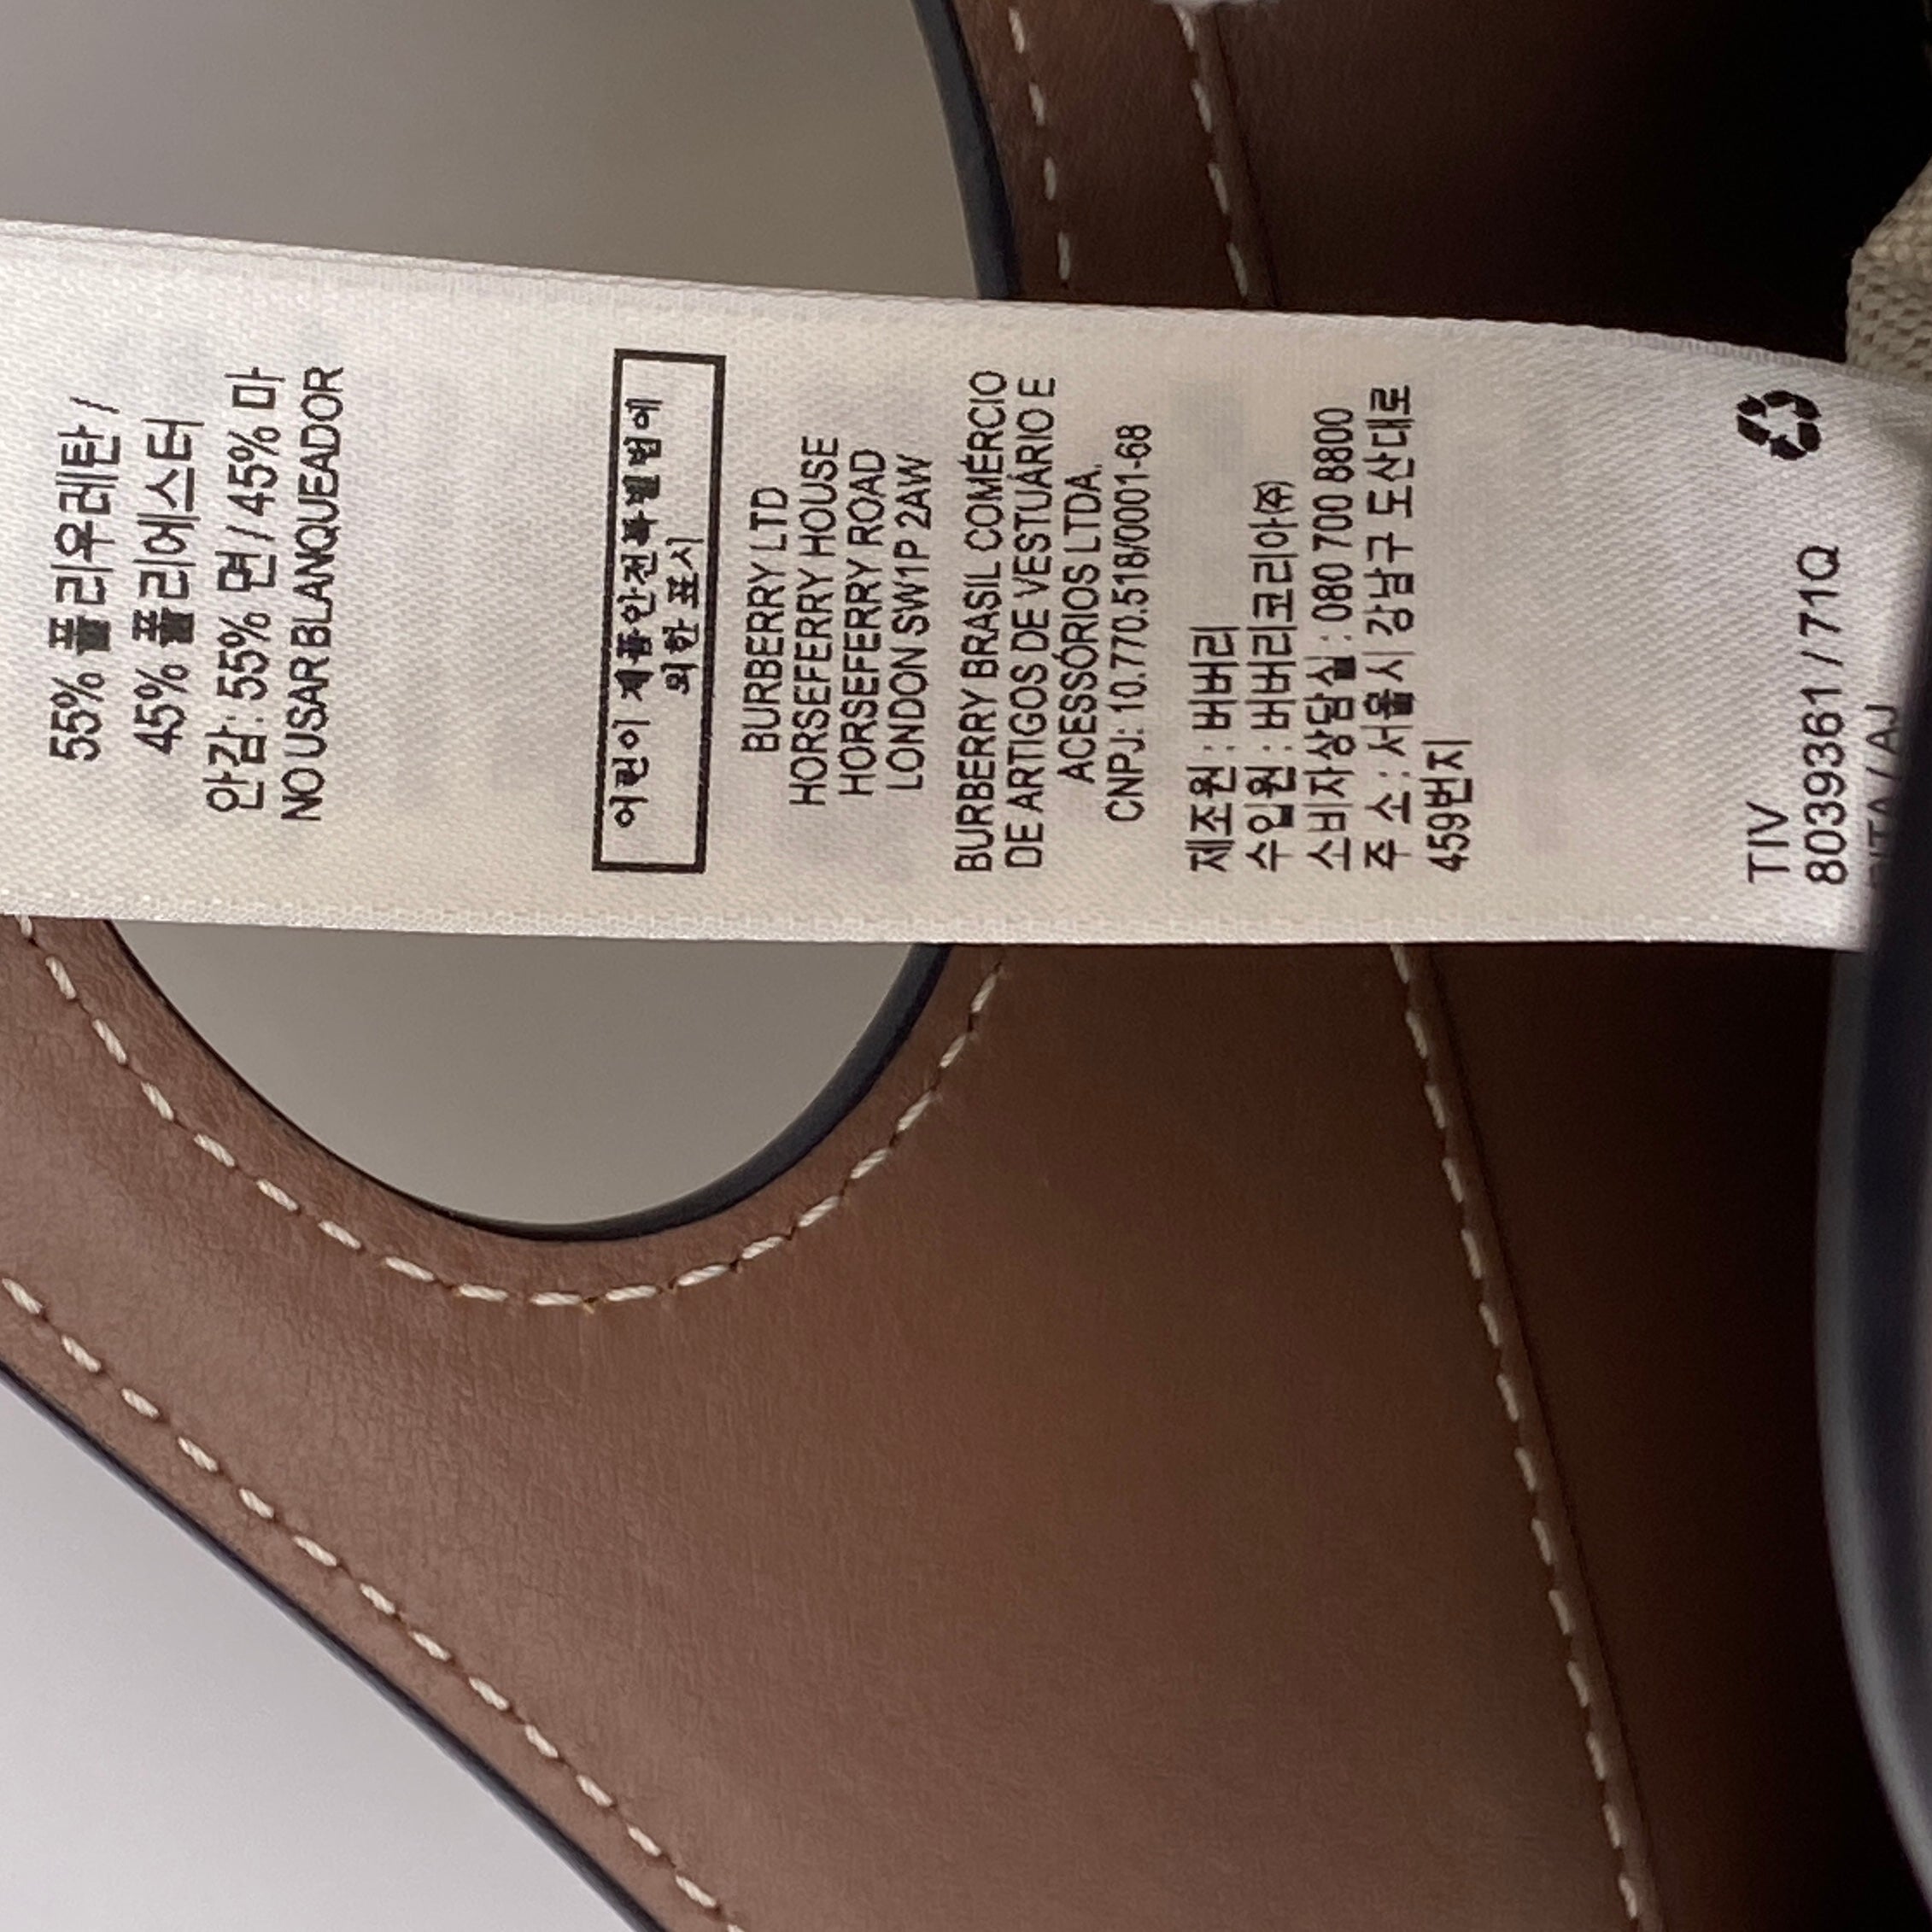 55% 폴리우레탄 /
45% 폴리에스터
안감: 55% 면 / 45% 마
NO USAR BLANQUEADOR
어린이 제품안전특별법에
의한 표시
BURBERRY LTD
HORSEFERRY HOUSE
HORSEFERRY ROAD
LONDON SW1P 2AW
BURBERRY BRASIL COMÉRCIO
DE ARTIGOS DE VESTUÁRIO E
ACESSÓRIOS LTDA.
CNPJ: 10.770.518/0001-68
제조원 : 버버리
수입원 : 버버리코리아(주)
소비자상담실 : 080 700 8800
주 소 : 서울시 강남구 도산대로
459번지
TIV
8039361 / 71Q
/ AJ